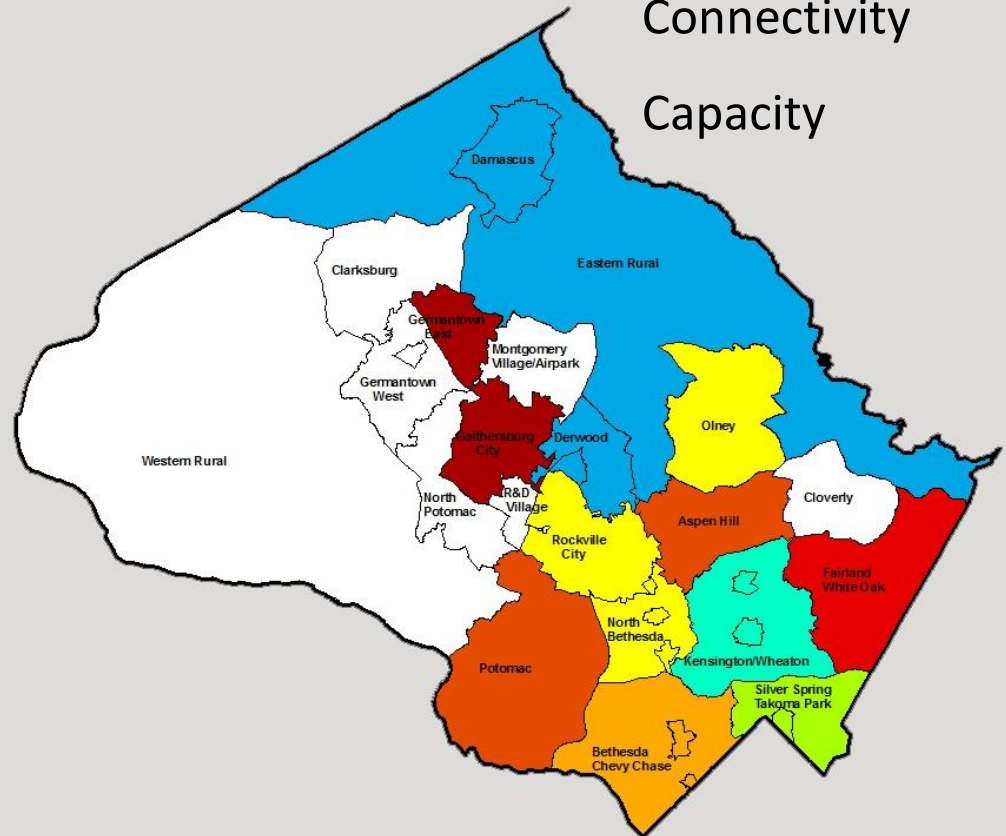 Connectivity
Capacity
Damascus
Eastern Rural
Clarksburg
Germantown
East
Montgomery
Village/Airpark
Germantown
West
Olney
Gaithersburg
City
Derwood
Western Rural
R&D
Village
North
Potomac
Cloverly
Aspen Hill
Rockville
City
Fairland
White Oak
North
Bethesda
Kensington/Wheaton
Potomac
Silver Spring
Takoma Park
Bethesda
Chevy Chase